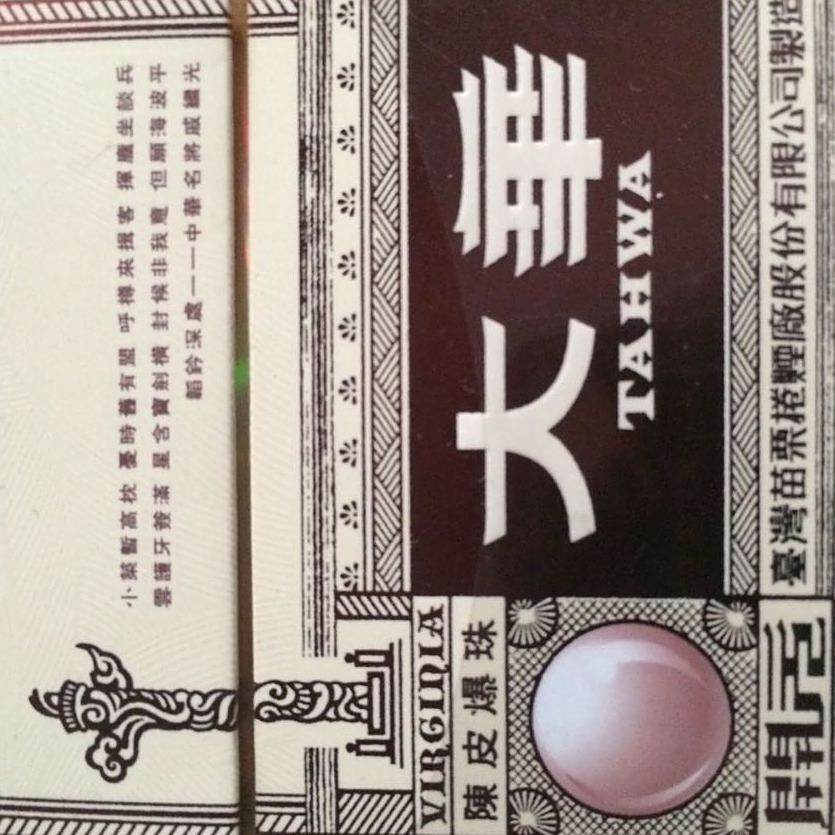 小築暫高枕 憂時舊有盟 呼樽來揖客 揮麈坐談兵
雲護牙簽滿 星含寶劍橫 封候非我意 但願海波平
韜鈐深處——中華名將戚繼光
VIRGINIA
陳皮爆珠
大華
TAHWA
開元
臺灣苗栗捲煙廠股份有限公司製造